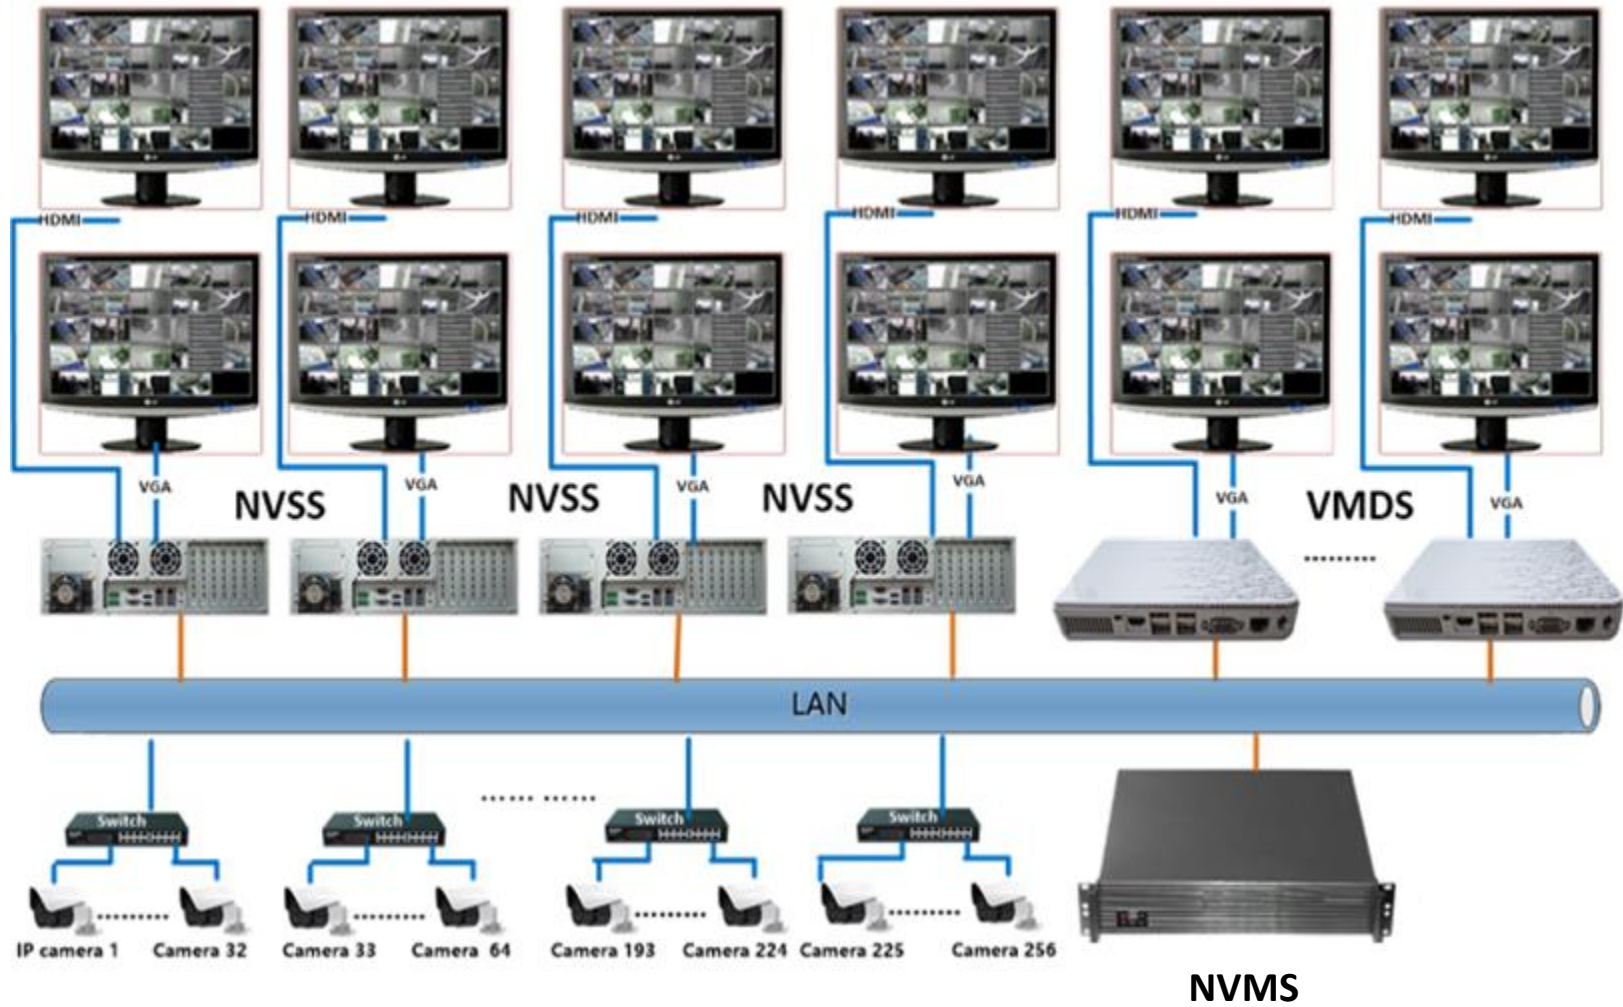 HDMI
HDMI
HDMI
HDMI
HDMI
HDMI
VGA
NVSS
VGA
NVSS
VGA
NVSS
VGA
VGA
VMDS
VGA
.........
LAN
Switch
Switch
...... ......
Switch
Switch
IP camera 1
.........
Camera 32
Camera 33
.........
Camera 64
Camera 193
.........
Camera 224
Camera 225
.........
Camera 256
NVMS